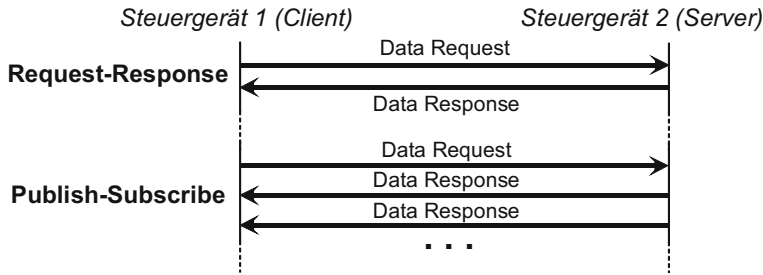 Steuergerät 1 (Client) Steuergerät 2 (Server)
Data Request
Request-Response
Data Response
Data Request
Data Response
Publish-Subscribe
Data Response
. . .